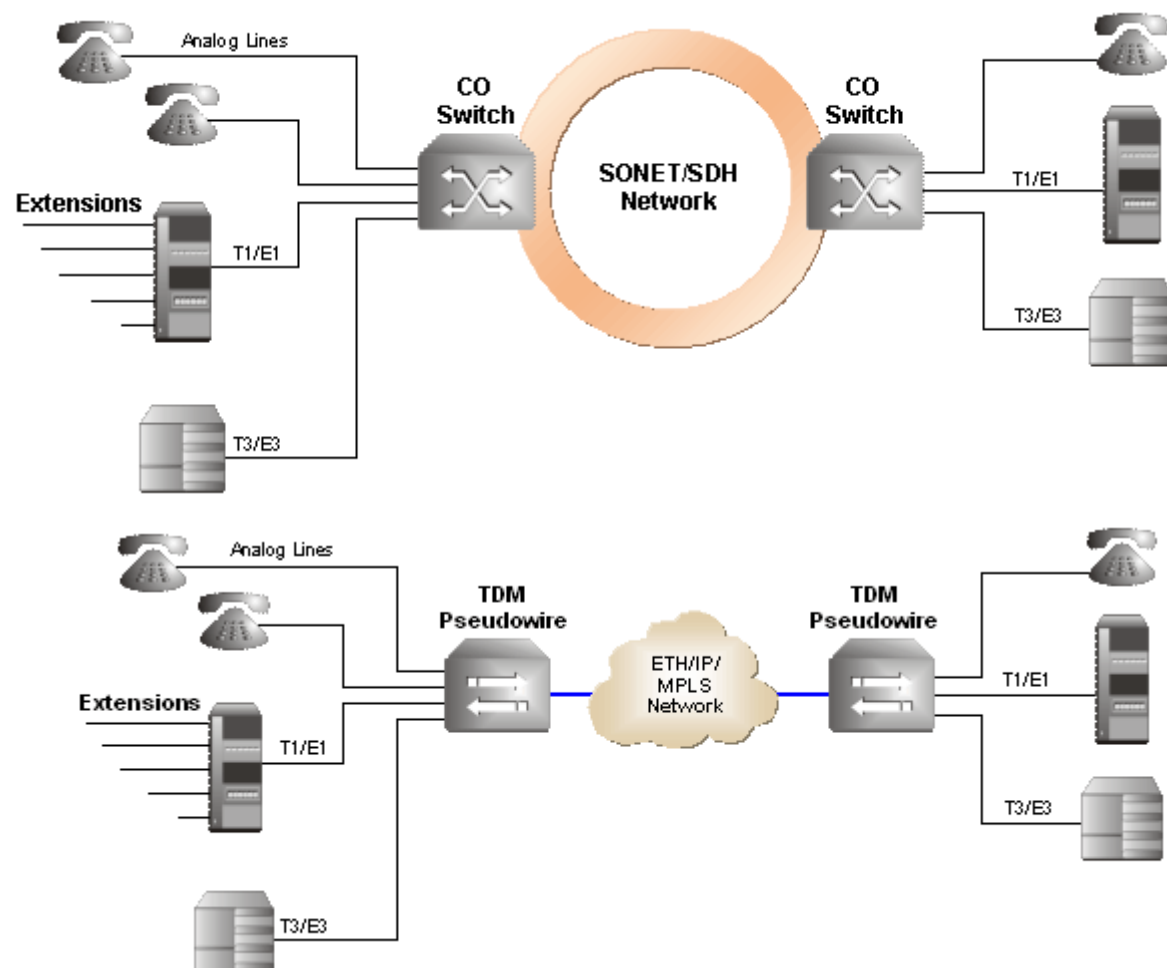 Analog Lines
CO
Switch
CO
Switch
SONET/SDH
Network
Extensions
T1/E1
T1/E1
T3/E3
T3/E3
Analog Lines
TDM
Pseudowire
TDM
Pseudowire
ETH/IP/
MPLS
Network
Extensions
T1/E1
T1/E1
T3/E3
T3/E3